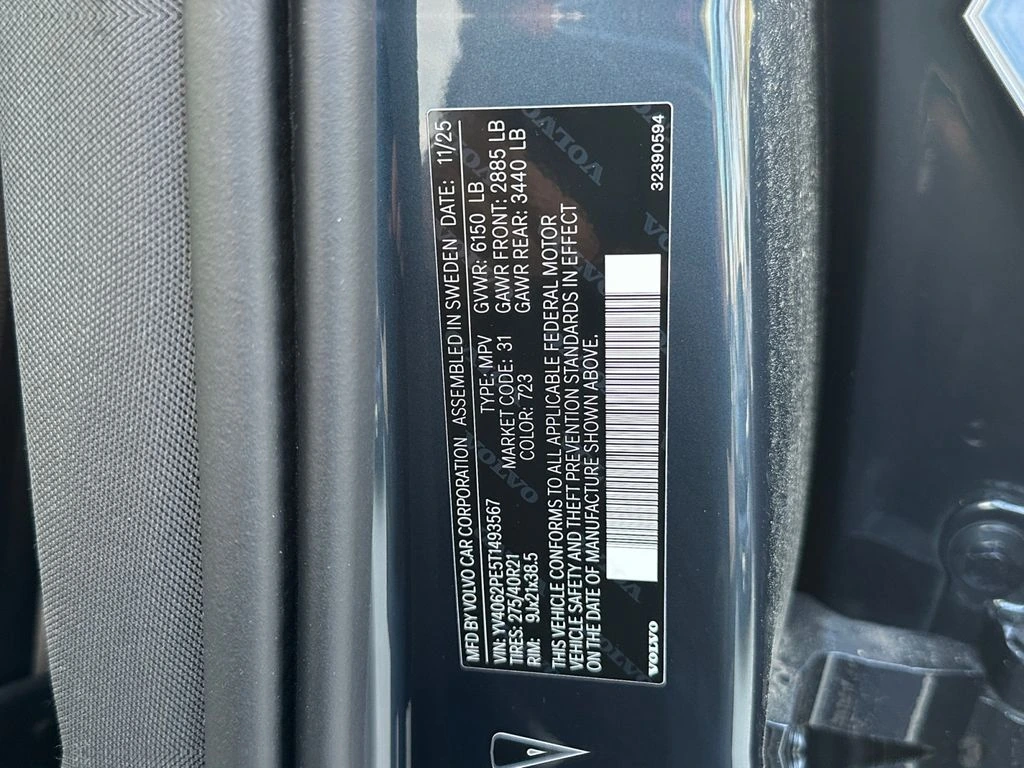 MFD BY VOLVO CAR CORPORATION ASSEMBLED IN SWEDEN DATE: 11/25
VIN: YV4062PE5T1493567 TYPE: MPV GVWR: 6150 LB
TIRES: 275/40R21 MARKET CODE: 31 GAWR FRONT: 2885 LB
RIM: 9Jx21x38.5 COLOR: 723 GAWR REAR: 3440 LB
THIS VEHICLE CONFORMS TO ALL APPLICABLE FEDERAL MOTOR
VEHICLE SAFETY AND THEFT PREVENTION STANDARDS IN EFFECT
ON THE DATE OF MANUFACTURE SHOWN ABOVE.
VOLVO 32390594